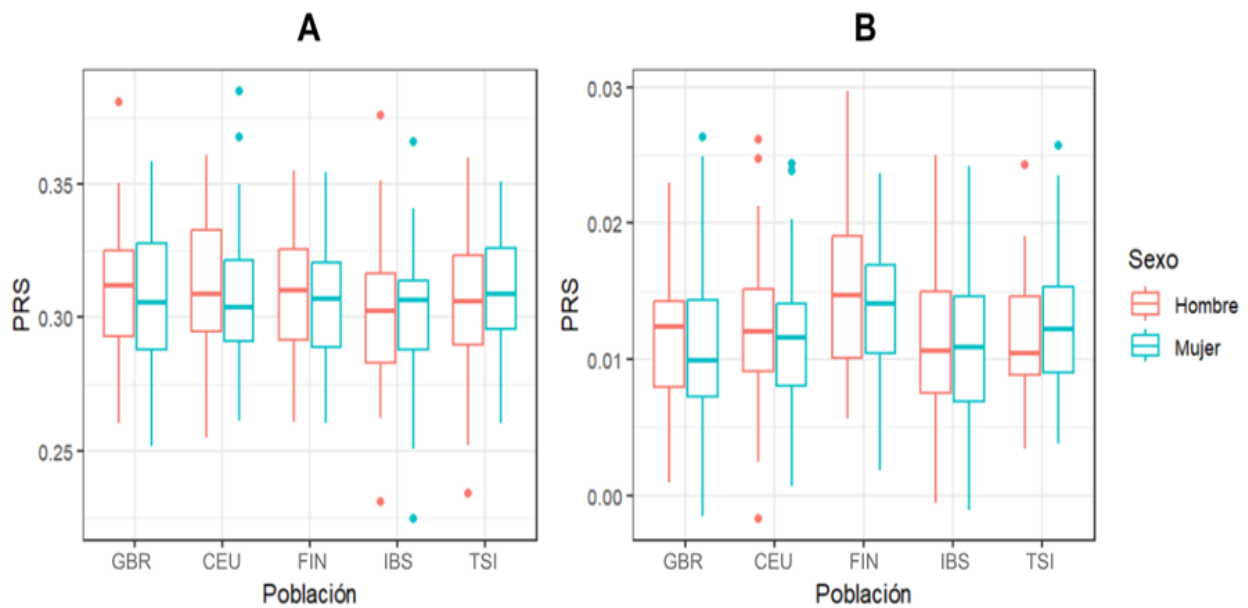 A
PRS
0.35
0.30
0.25
GBR CEU FIN IBS TSI
Población
B
PRS
0.03
0.02
0.01
0.00
GBR CEU FIN IBS TSI
Población
Sexo
Hombre
Mujer